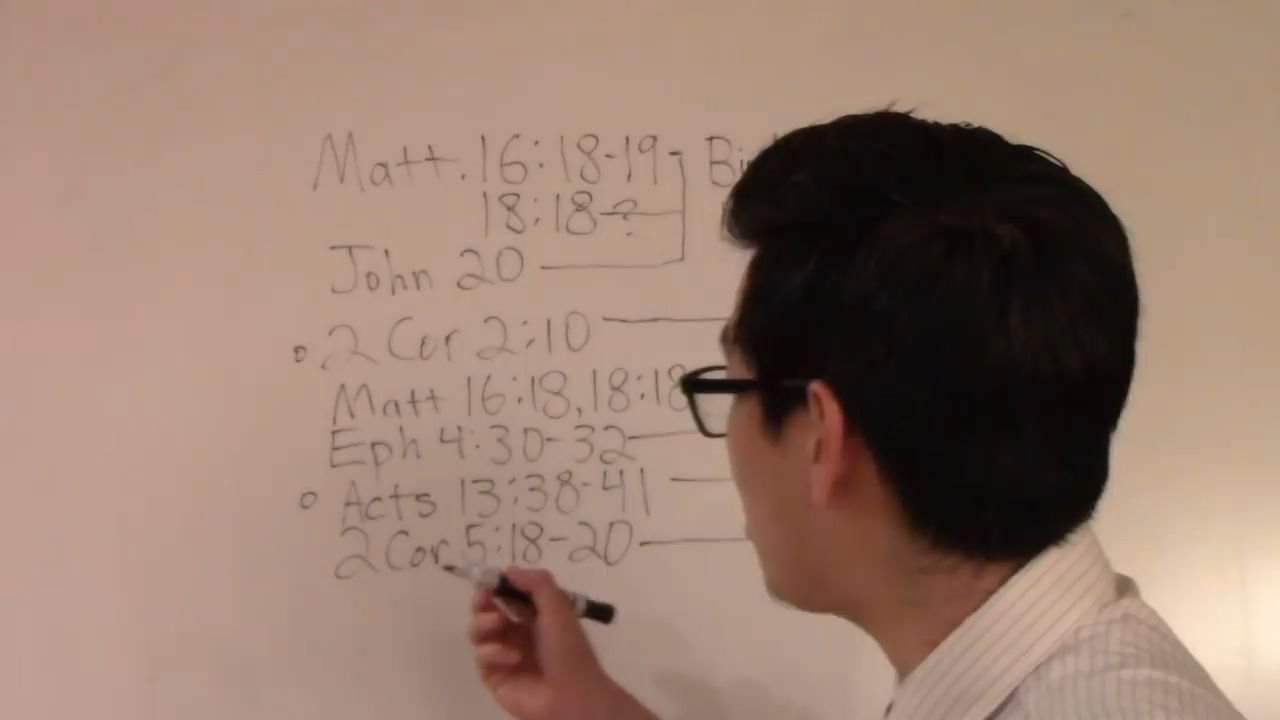 Matt. 16:18-19
18:18-?
John 20
2 Cor 2:10
Matt 16:18, 18:18
Eph 4:30-32
Acts 13:38-41
2 Cor 5:18-20